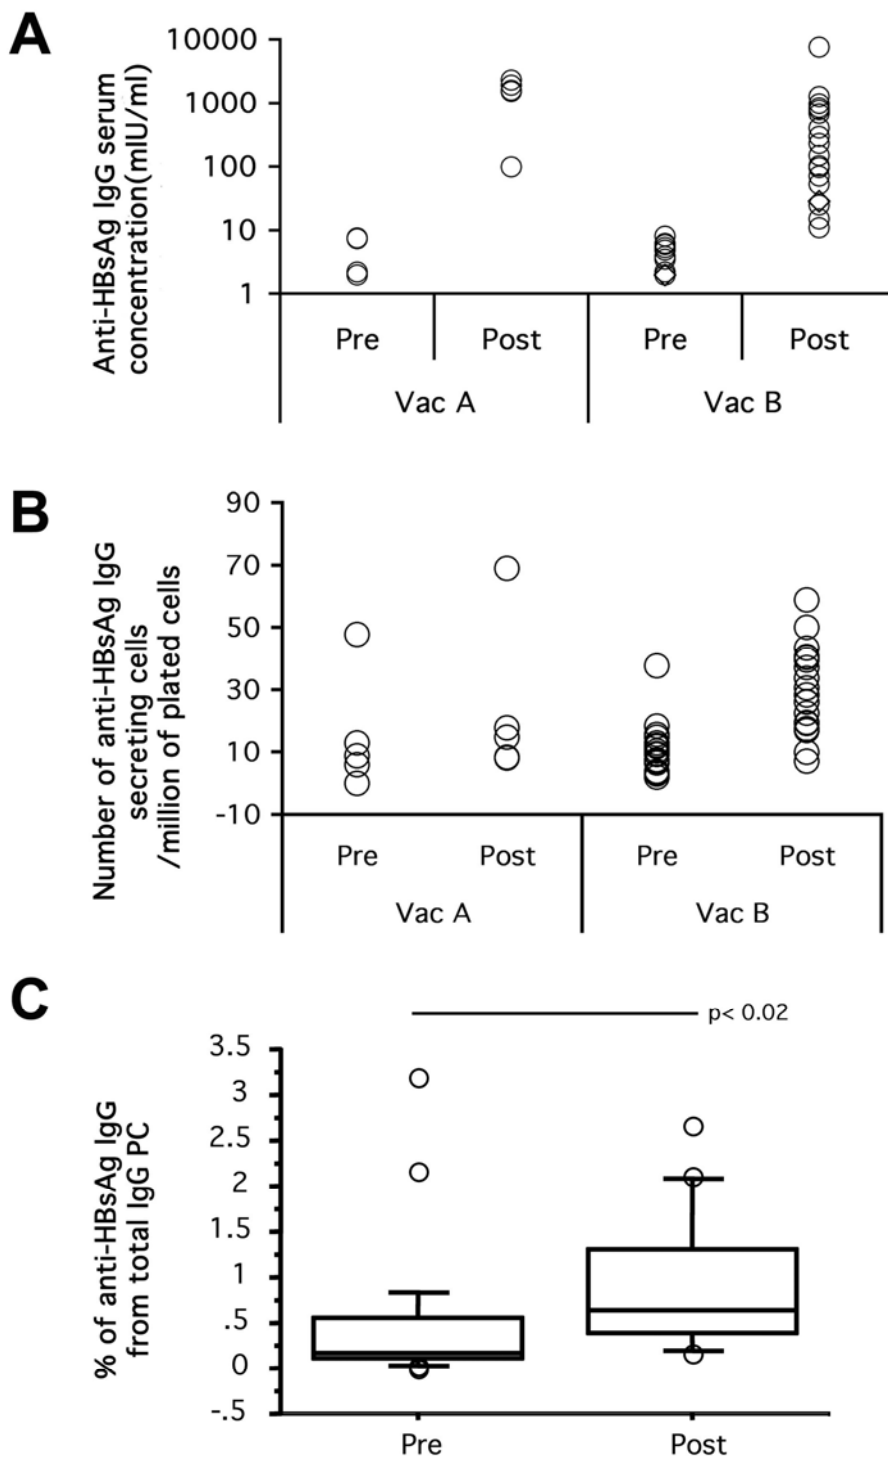 A
Anti-HBsAg IgG serum
concentration(mIU/ml)
10000
1000
100
10
1
Pre
Post
Pre
Post
Vac A
Vac B
B
Number of anti-HBsAg IgG
secreting cells
/million of plated cells
90
70
50
30
10
-10
Pre
Post
Pre
Post
Vac A
Vac B
C
p< 0.02
% of anti-HBsAg IgG
from total IgG PC
3.5
3
2.5
2
1.5
1
.5
0
-.5
Pre
Post